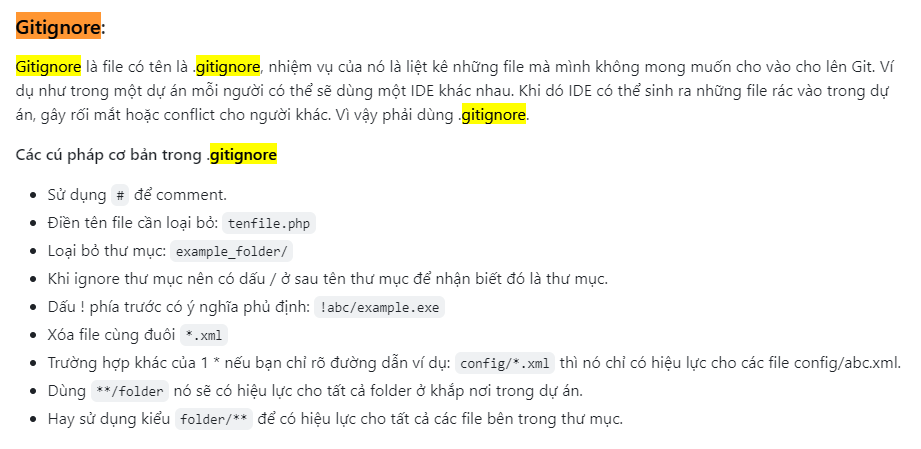 Gitignore:
Gitignore là file có tên là .gitignore, nhiệm vụ của nó là liệt kê những file mà mình không mong muốn cho vào cho lên Git. Ví
dụ như trong một dự án mỗi người có thể sẽ dùng một IDE khác nhau. Khi dó IDE có thể sinh ra những file rác vào trong dự
án, gây rối mắt hoặc conflict cho người khác. Vì vậy phải dùng .gitignore.
Các cú pháp cơ bản trong .gitignore
• Sử dụng # để comment.
• Điền tên file cần loại bỏ: tenfile.php
• Loại bỏ thư mục: example_folder/
• Khi ignore thư mục nên có dấu / ở sau tên thư mục để nhận biết đó là thư mục.
• Dấu ! phía trước có ý nghĩa phủ định: !abc/example.exe
• Xóa file cùng đuôi *.xml
• Trường hợp khác của 1 * nếu bạn chỉ rõ đường dẫn ví dụ: config/*.xml thì nó chỉ có hiệu lực cho các file config/abc.xml.
• Dùng **/folder nó sẽ có hiệu lực cho tất cả folder ở khắp nơi trong dự án.
• Hay sử dụng kiểu folder/** để có hiệu lực cho tất cả các file bên trong thư mục.